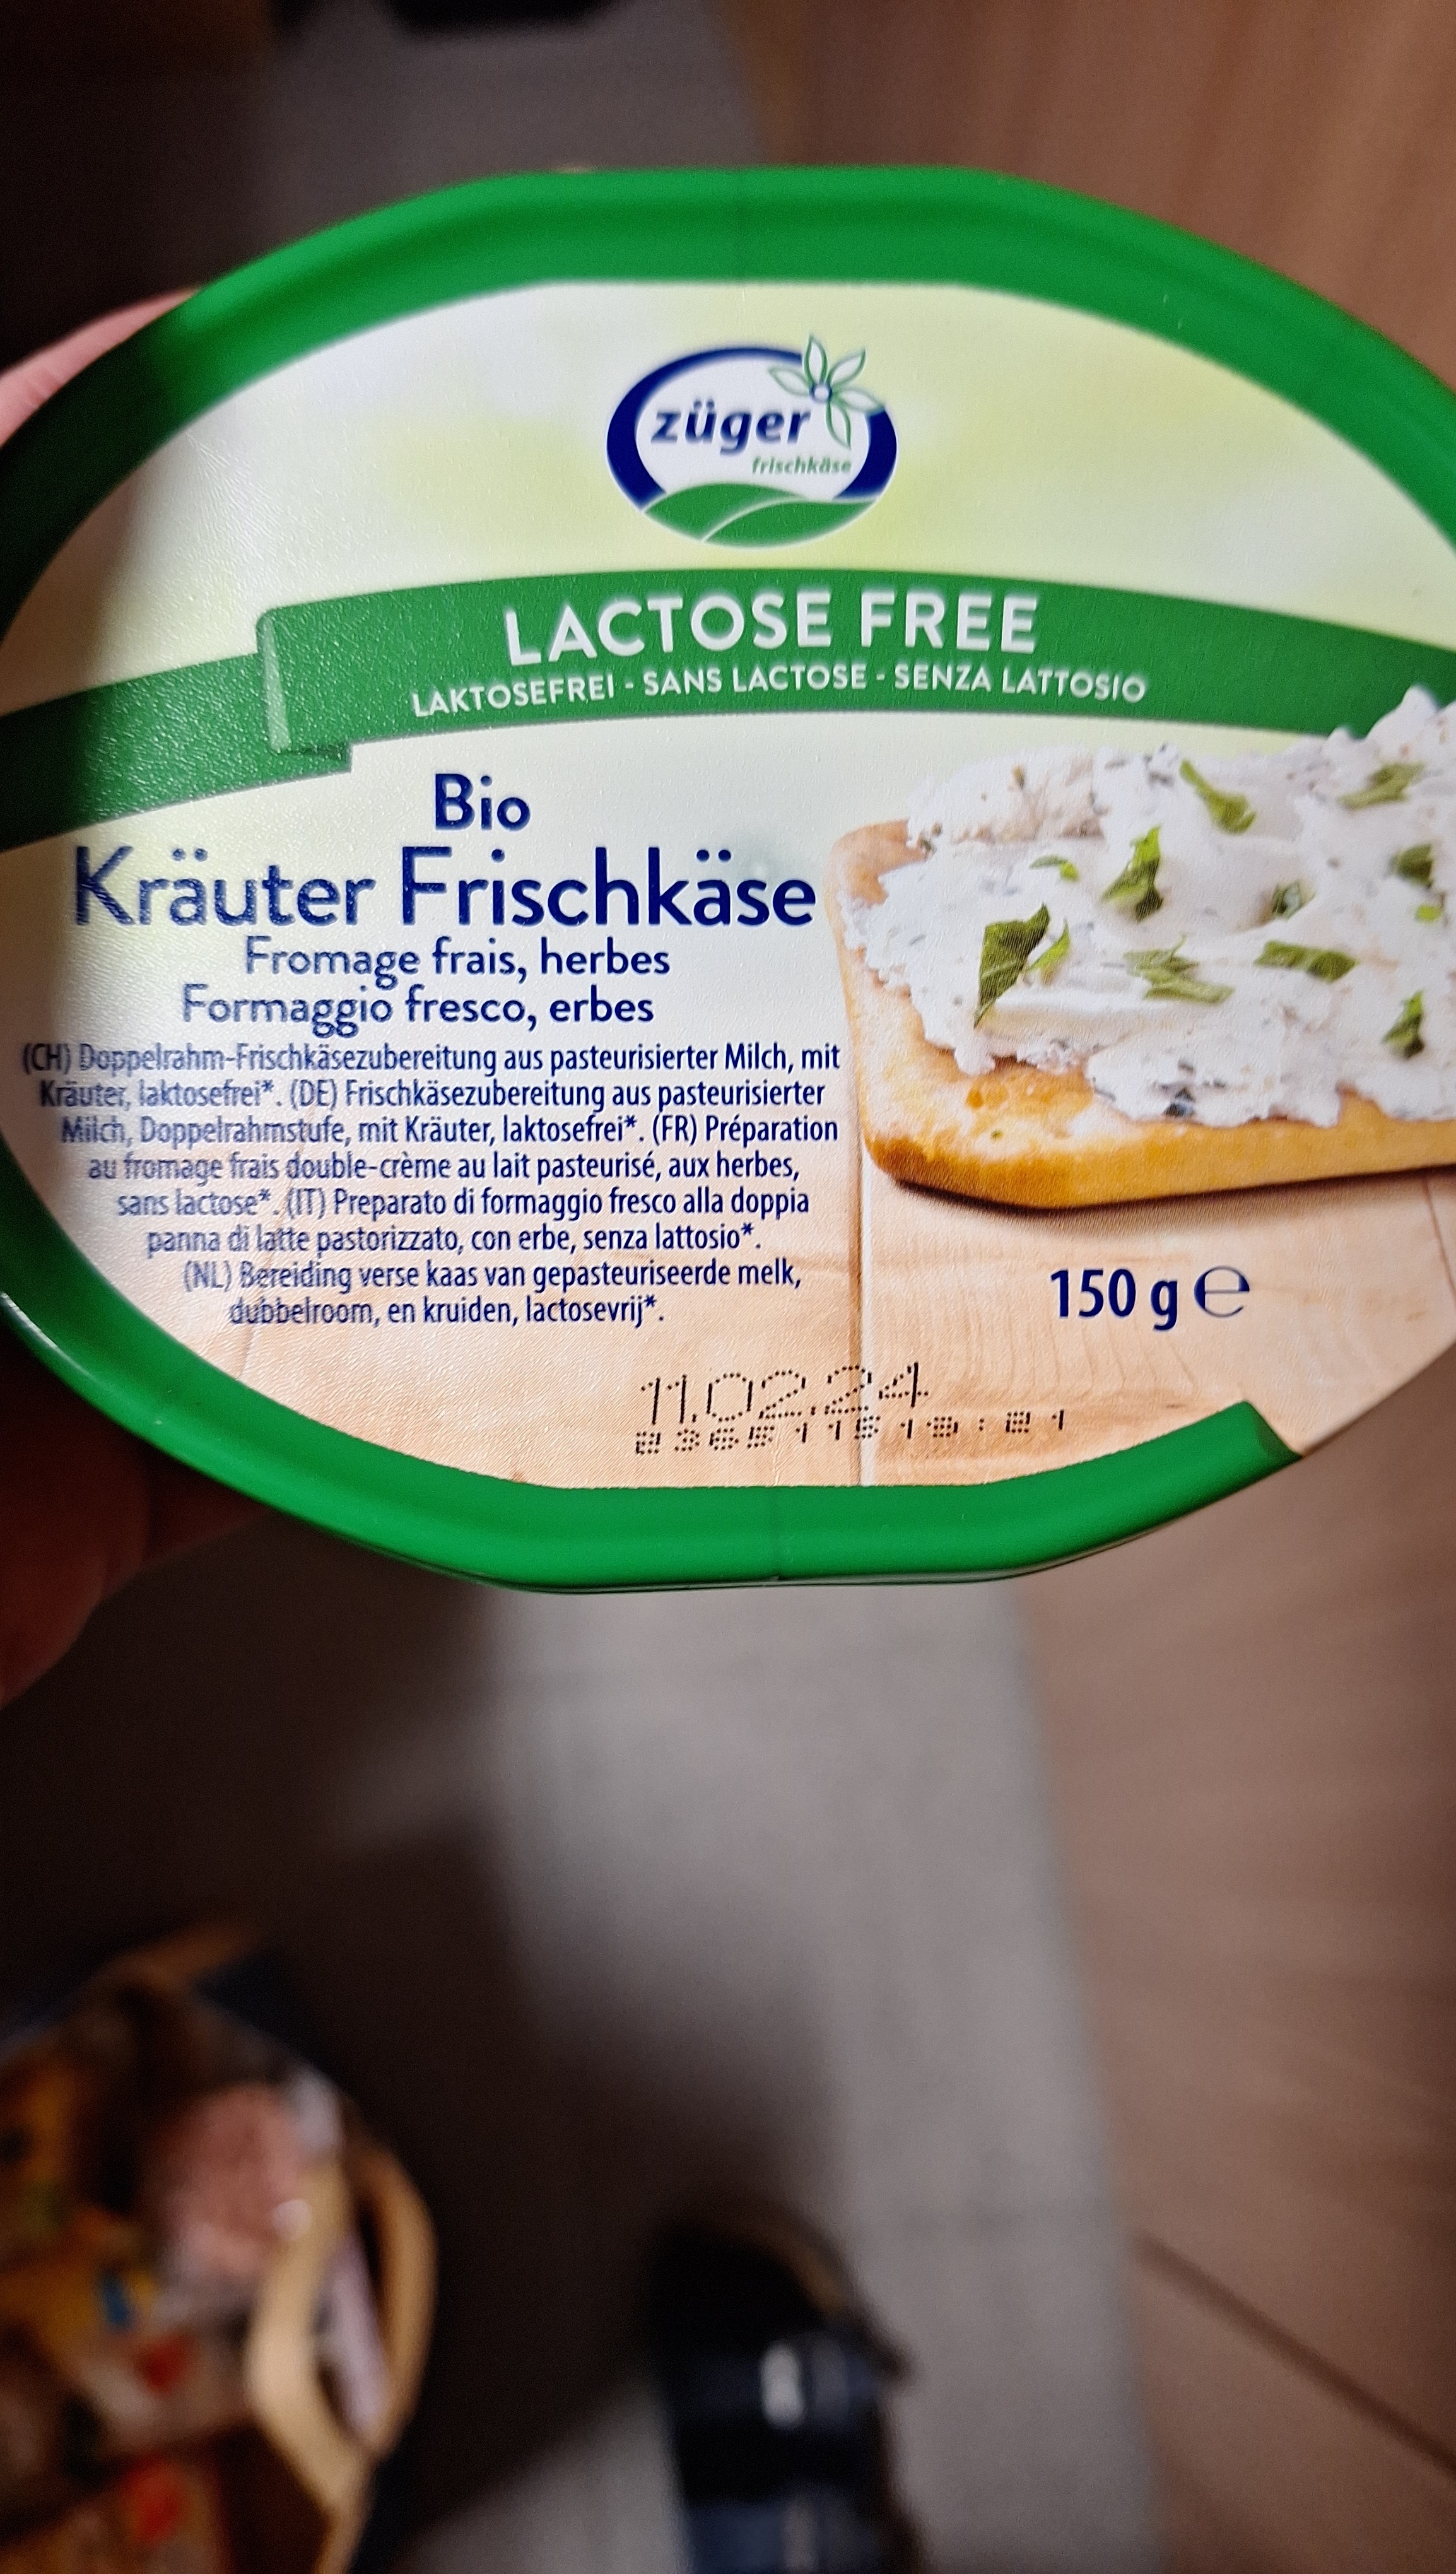 züger
frischkäse
LACTOSE FREE
LAKTOSEFREI - SANS LACTOSE - SENZA LATTOSIO
Bio
Kräuter Frischkäse
Fromage frais, herbes
Formaggio fresco, erbes
(CH) Doppelrahm-Frischkäsezubereitung aus pasteurisierter Milch, mit
Kräuter, laktosefrei*. (DE) Frischkäsezubereitung aus pasteurisierter
Milch, Doppelrahmstufe, mit Kräuter, laktosefrei*. (FR) Préparation
au fromage frais double-crème au lait pasteurisé, aux herbes,
sans lactose*. (IT) Preparato di formaggio fresco alla doppia
panna di latte pastorizzato, con erbe, senza lattosio*.
(NL) Bereiding verse kaas van gepasteuriseerde melk,
dubbelroom, en kruiden, lactosevrij*.
150 g ℮
11.02.24